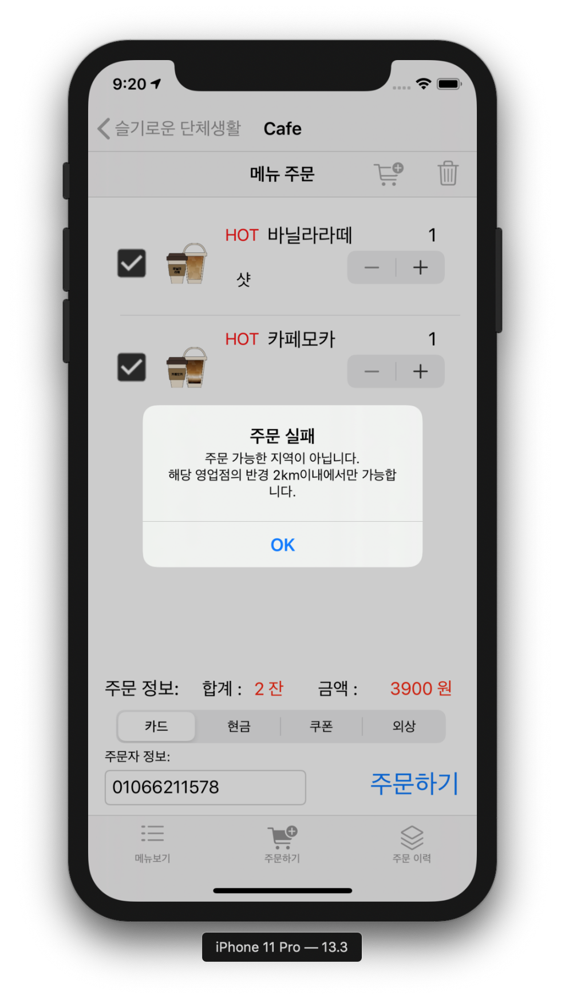 9:20
슬기로운 단체생활 Cafe
메뉴 주문
HOT 바닐라라떼 1
샷
HOT 카페모카 1
주문 실패
주문 가능한 지역이 아닙니다.
해당 영업점의 반경 2km이내에서만 가능합
니다.
OK
주문 정보: 합계 : 2 잔 금액 : 3900 원
카드 현금 쿠폰 외상
주문자 정보:
01066211578 주문하기
메뉴보기 주문하기 주문 이력
iPhone 11 Pro — 13.3